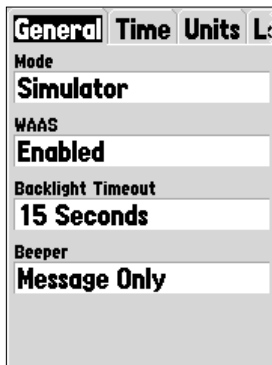 General Time Units
Mode
Simulator
WAAS
Enabled
Backlight Timeout
15 Seconds
Beeper
Message Only